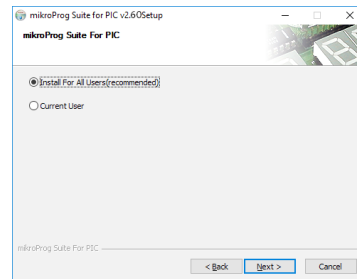 mikroProg Suite for PIC v2.60Setup
mikroProg Suite For PIC
Install For All Users(recommended)
Current User
mikroProg Suite For PIC
< Back
Next >
Cancel